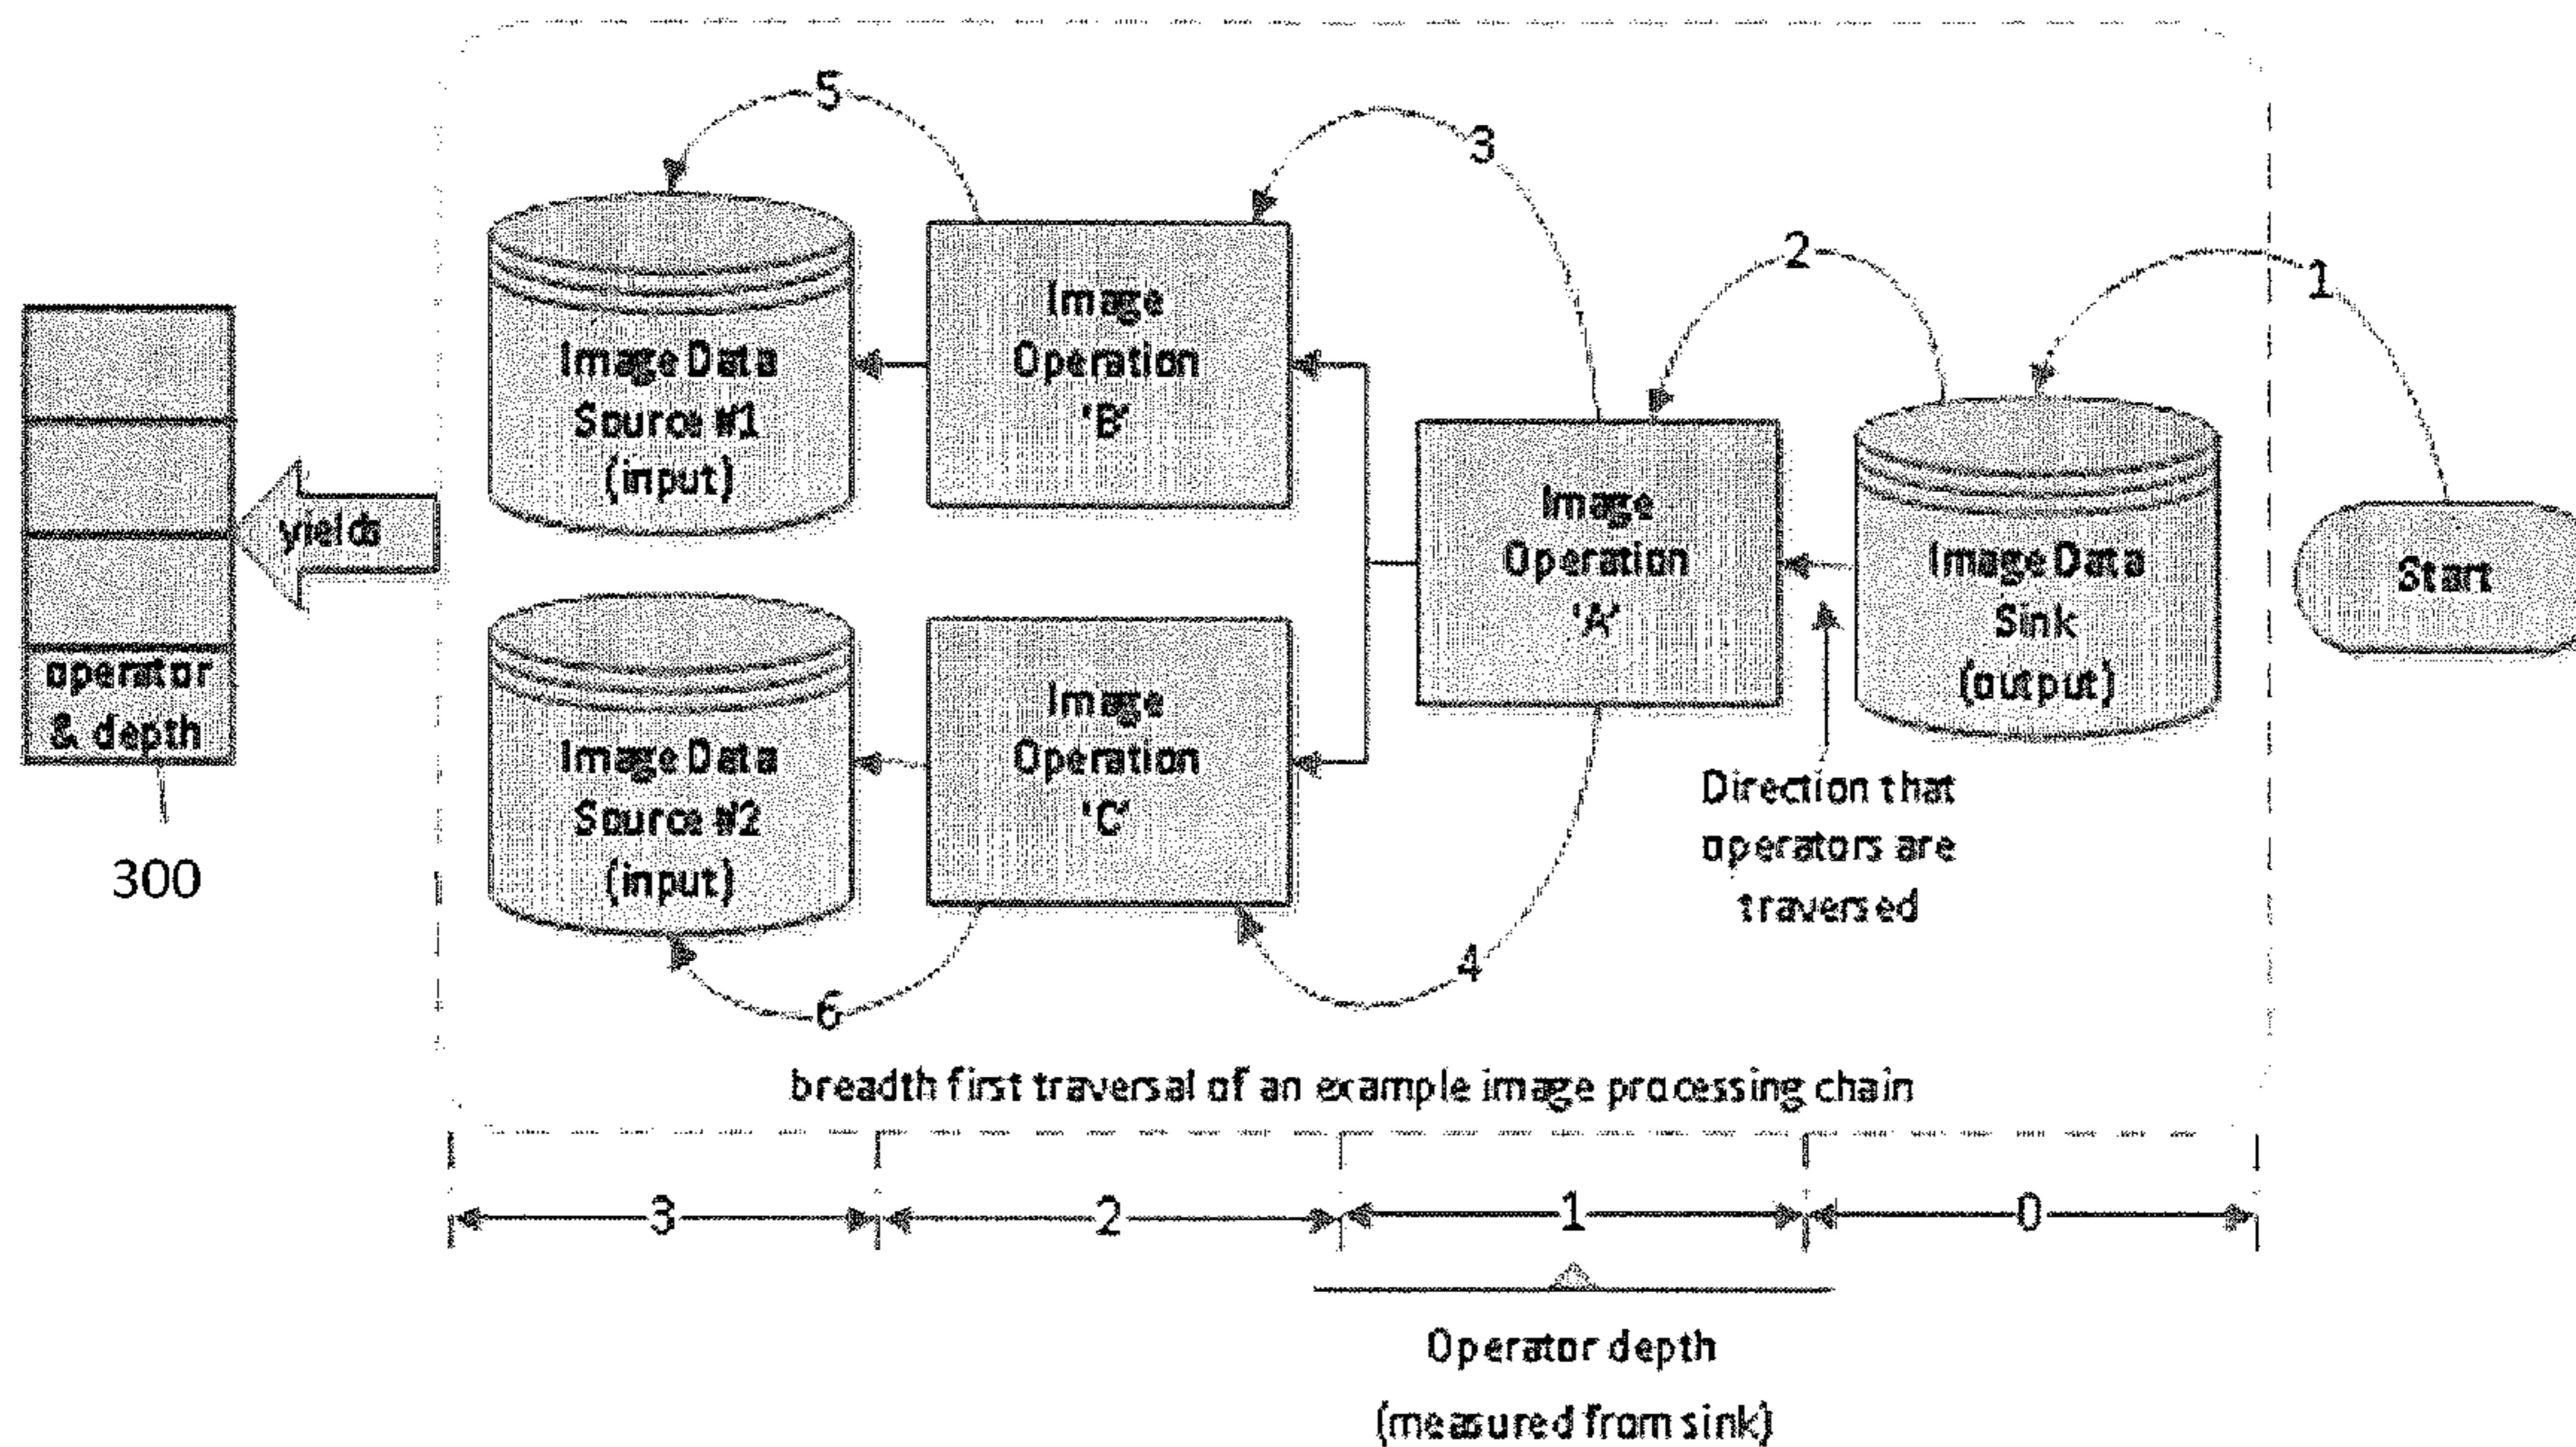 5
3
2
1
Image Data
Source #1
(input)
Image
Operation
'B'
Image
Operation
'A'
Image Data
Sink
(output)
Start
yields
operator
& depth
300
Image Data
Source #2
(input)
Image
Operation
'C'
Direction that
operators are
traversed
4
6
breadth first traversal of an example image processing chain
3
2
1
0
Operator depth
(measured from sink)